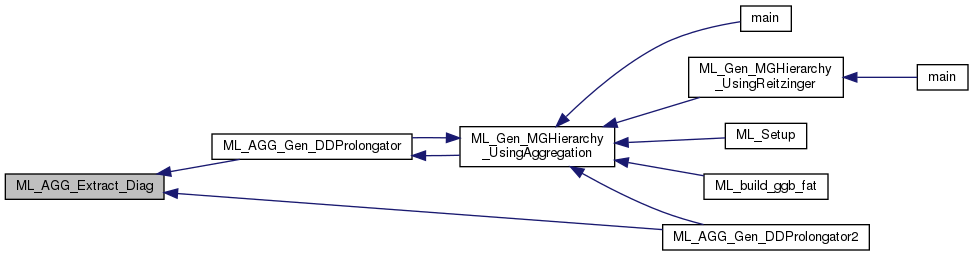 main
ML_Gen_MGHierarchy
_UsingReitzinger
main
ML_Gen_MGHierarchy
_UsingAggregation
ML_Setup
ML_AGG_Gen_DDProlongator
ML_AGG_Extract_Diag
ML_build_ggb_fat
ML_AGG_Gen_DDProlongator2